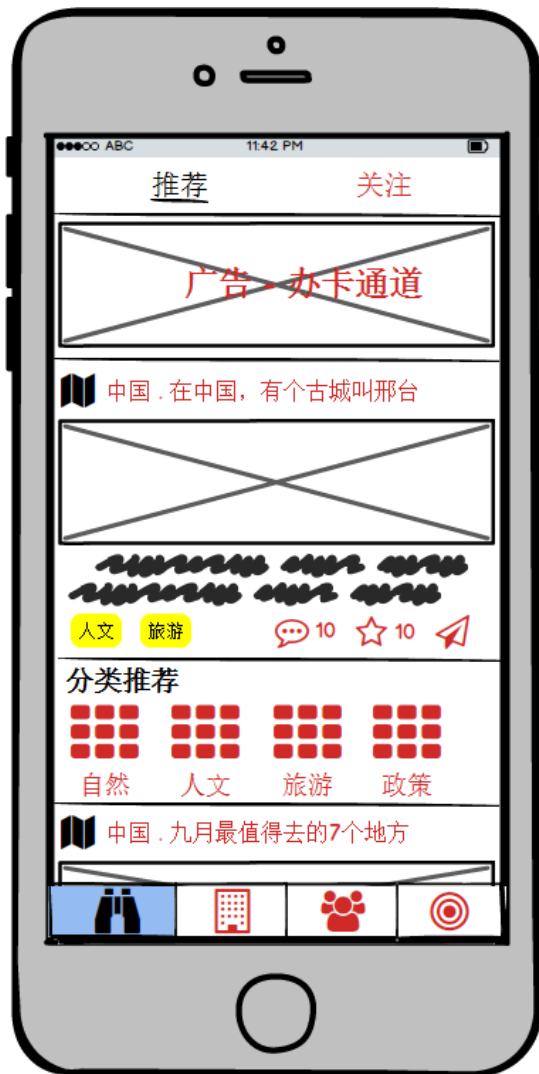 ABC 11:42 PM
推荐 关注
广告 - 办卡通道
中国 . 在中国，有个古城叫邢台
人文 旅游 10 10
分类推荐
自然 人文 旅游 政策
中国 . 九月最值得去的7个地方